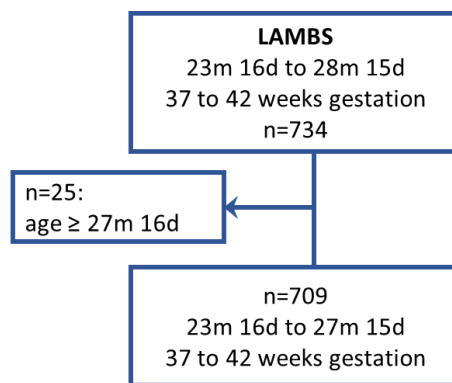 LAMBS
23m 16d to 28m 15d
37 to 42 weeks gestation
n=734
n=25:
age ≥ 27m 16d
n=709
23m 16d to 27m 15d
37 to 42 weeks gestation